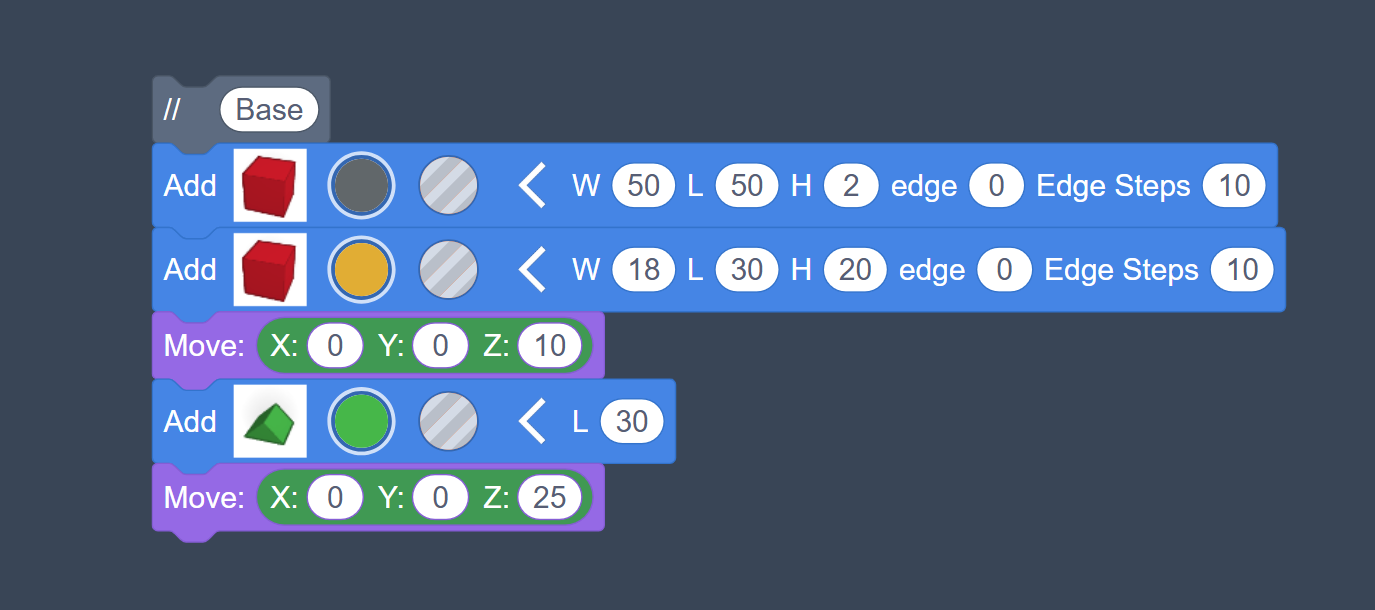 // Base
Add W 50 L 50 H 2 edge 0 Edge Steps 10
Add W 18 L 30 H 20 edge 0 Edge Steps 10
Move: X: 0 Y: 0 Z: 10
Add L 30
Move: X: 0 Y: 0 Z: 25